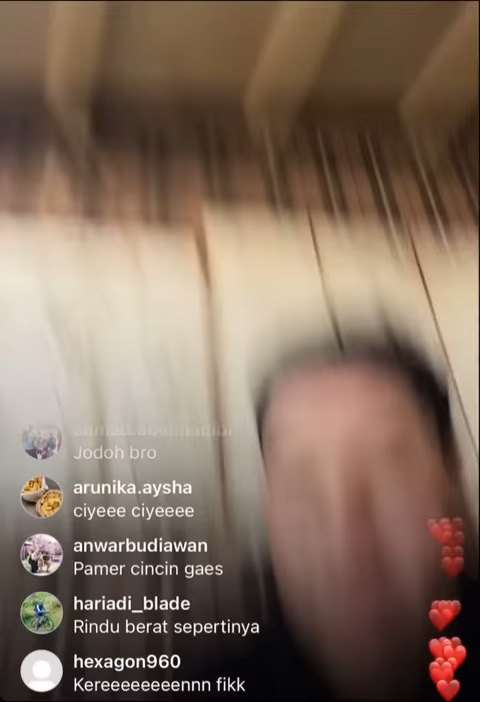 Jodoh bro
arunika.aysha
ciyeee ciyeeee
anwarbudiawan
Pamer cincin gaes
hariadi_blade
Rindu berat sepertinya
hexagon960
Kereeeeeeeennn fikk